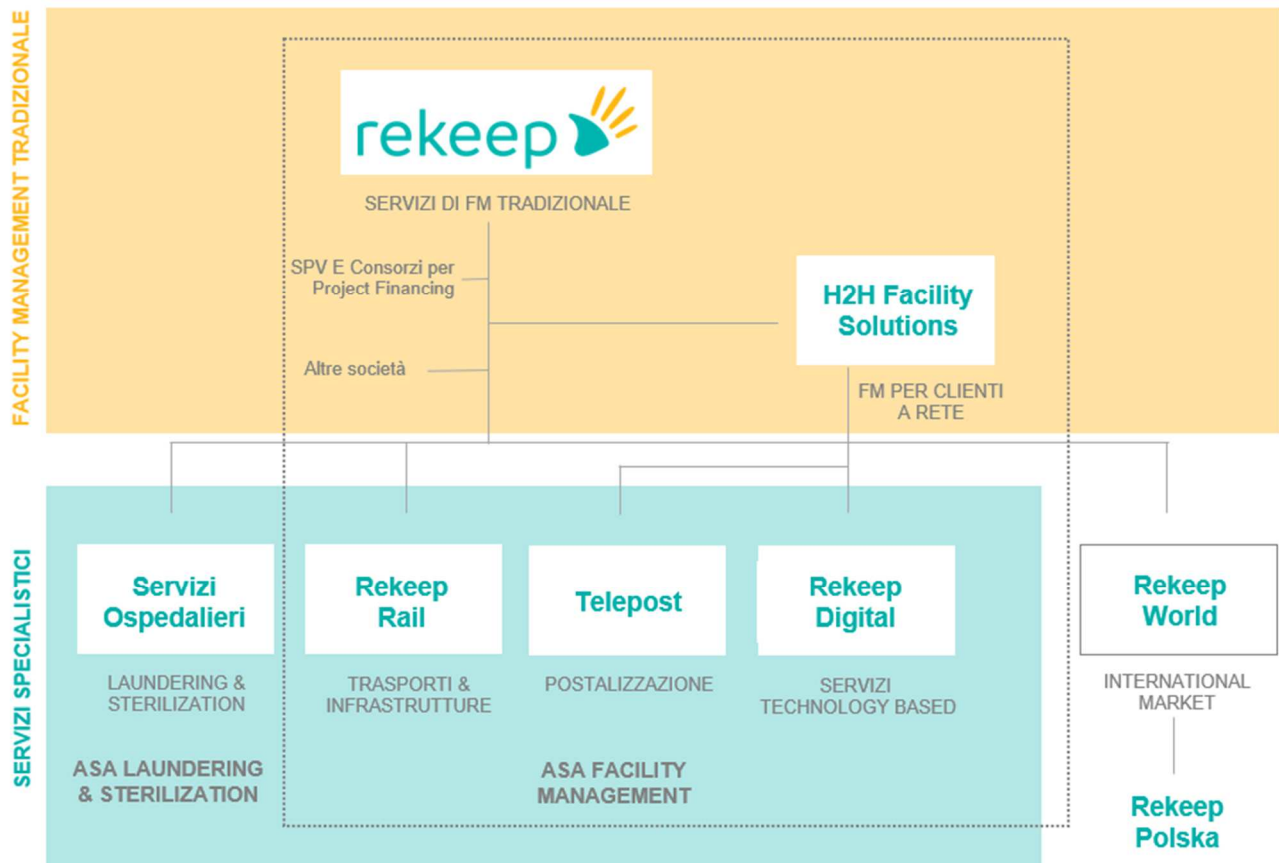 FACILITY MANAGEMENT TRADIZIONALE
rekeep
SERVIZI DI FM TRADIZIONALE
SPV E Consorzi per
Project Financing
Altre società
H2H Facility
Solutions
FM PER CLIENTI
A RETE
SERVIZI SPECIALISTICI
Servizi
Ospedalieri
LAUNDERING &
STERILIZATION
Rekeep
Rail
TRASPORTI &
INFRASTRUTTURE
Telepost
POSTALIZZAZIONE
Rekeep
Digital
SERVIZI
TECHNOLOGY BASED
Rekeep
World
INTERNATIONAL
MARKET
ASA LAUNDERING
& STERILIZATION
ASA FACILITY
MANAGEMENT
Rekeep
Polska